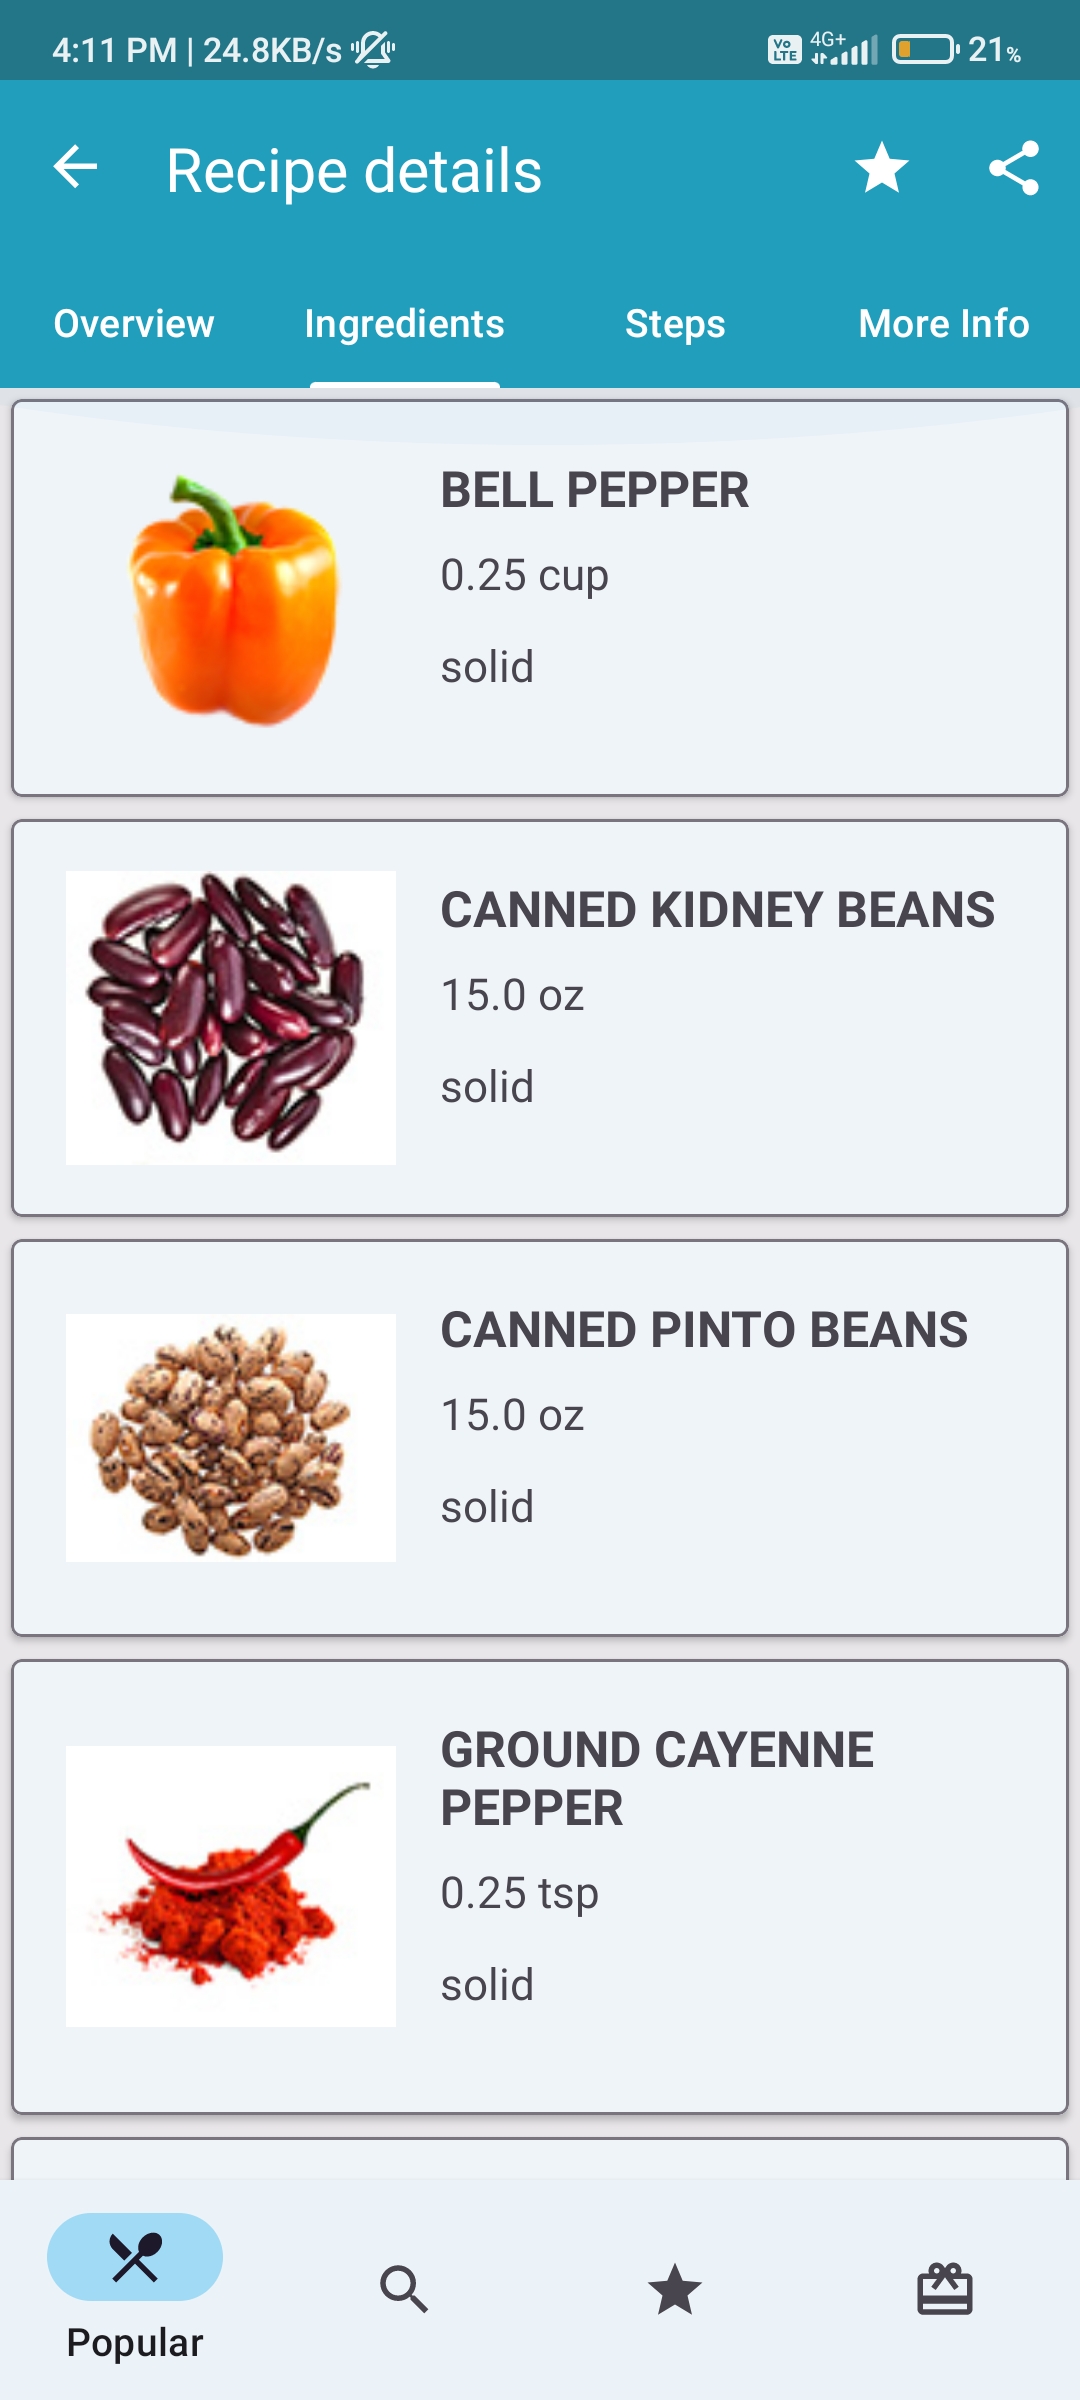 4:11 PM | 24.8KB/s
Vo LTE 4G+ 21%
Recipe details
Overview Ingredients Steps More Info
BELL PEPPER
0.25 cup
solid
CANNED KIDNEY BEANS
15.0 oz
solid
CANNED PINTO BEANS
15.0 oz
solid
GROUND CAYENNE
PEPPER
0.25 tsp
solid
Popular